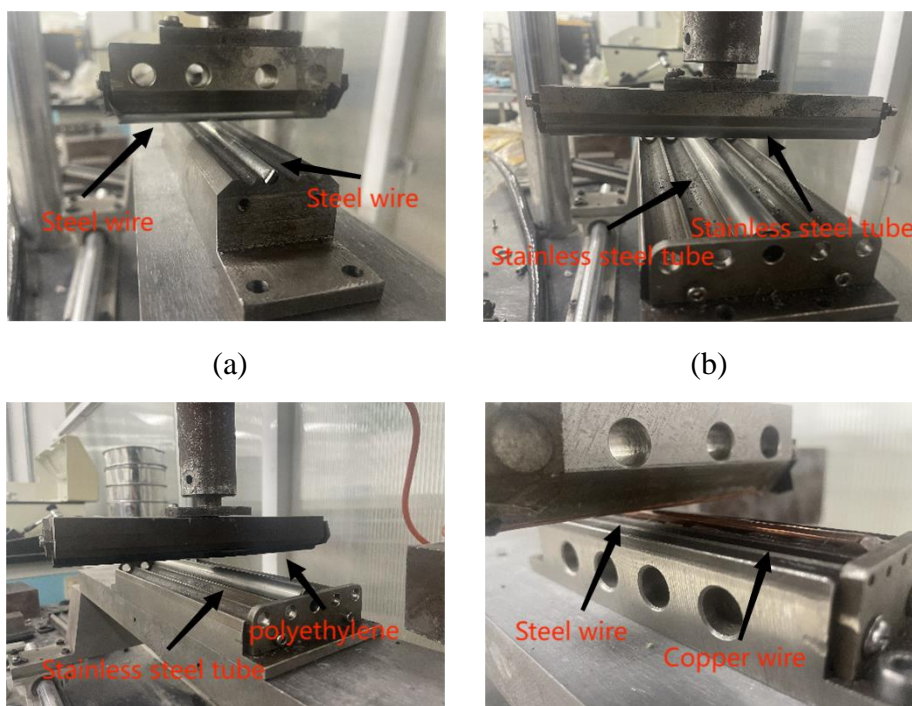 Steel wire
Steel wire
Stainless steel tube
Stainless steel tube
(a)
(b)
polyethylene
Stainless steel tube
Steel wire
Copper wire